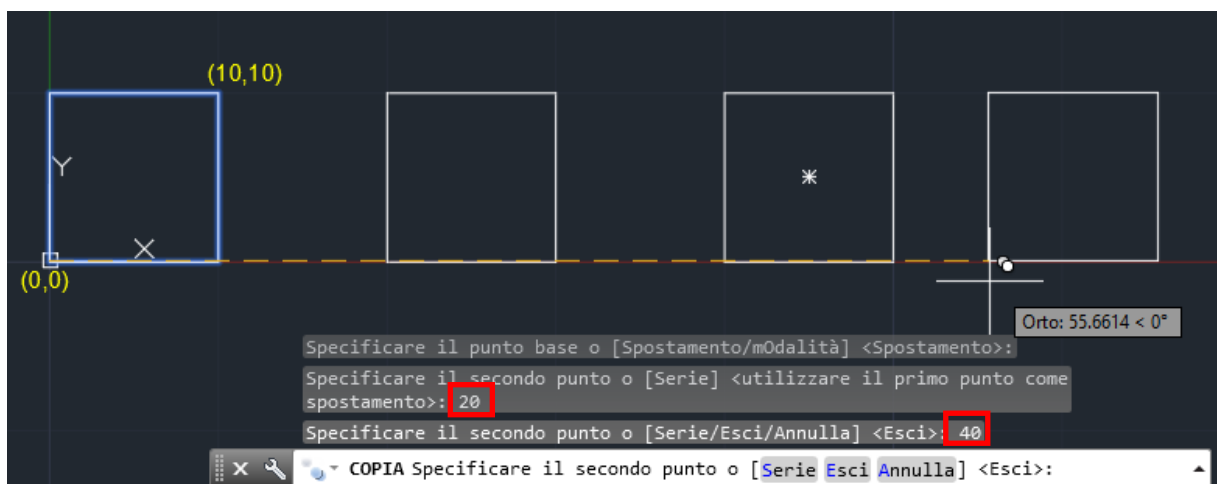 (10,10)
Y
X
(0,0)
Orto: 55.6614 < 0°
Specificare il punto base o [Spostamento/mOdalità] <Spostamento>:
Specificare il secondo punto o [Serie] <utilizzare il primo punto come
spostamento>: 20
Specificare il secondo punto o [Serie/Esci/Annulla] <Esci>: 40
COPIA Specificare il secondo punto o [Serie Esci Annulla] <Esci>: